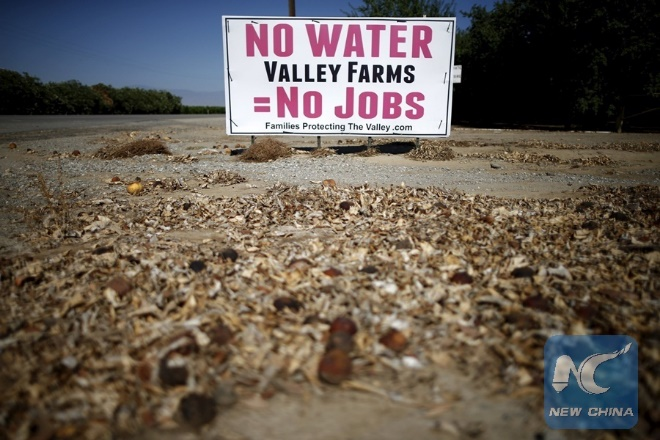 NO WATER
VALLEY FARMS
=NO JOBS
Families Protecting The Valley.com
NEW CHINA